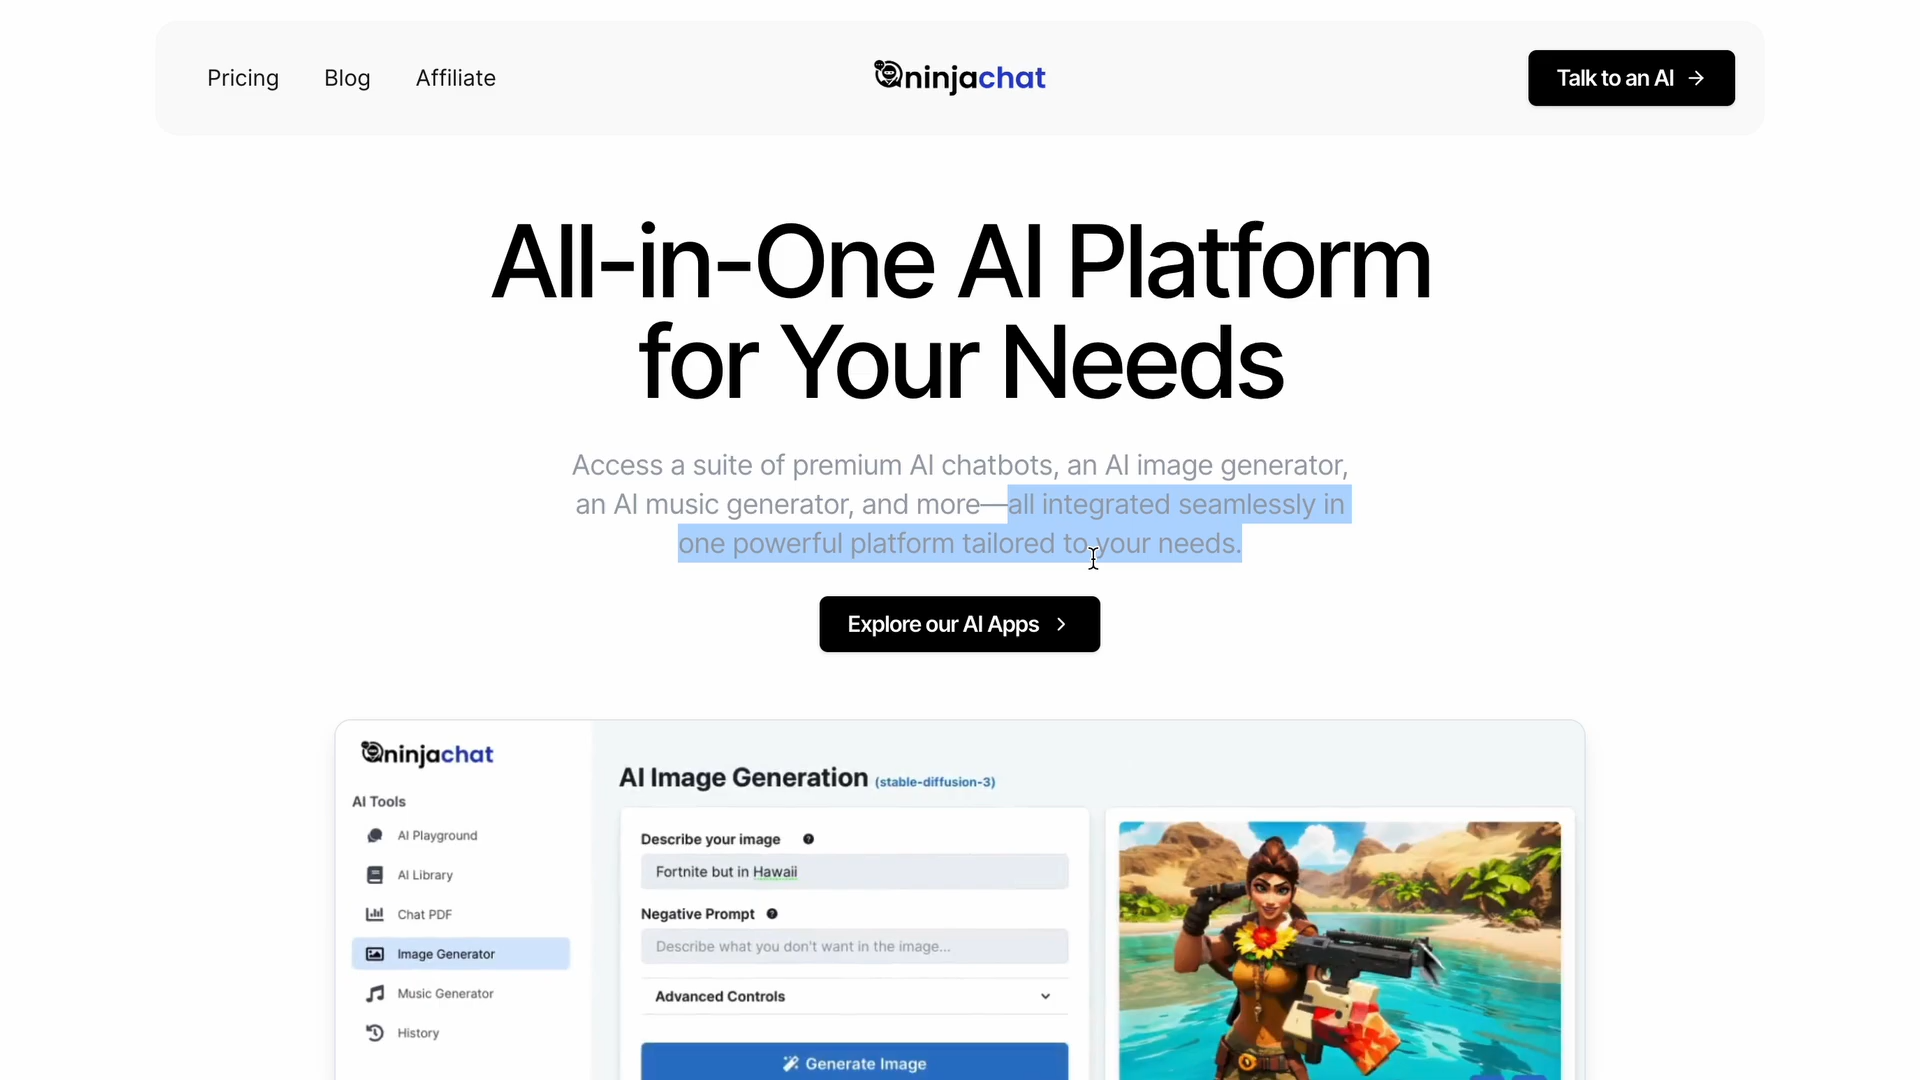 Pricing
Blog
Affiliate
ninjachat
Talk to an AI
All-in-One AI Platform
for Your Needs
Access a suite of premium AI chatbots, an AI image generator,
an AI music generator, and more—all integrated seamlessly in
one powerful platform tailored to your needs.
Explore our AI Apps
ninjachat
AI Tools
AI Playground
AI Library
Chat PDF
Image Generator
Music Generator
History
AI Image Generation (stable-diffusion-3)
Describe your image
Fortnite but in Hawaii
Negative Prompt
Describe what you don't want in the image...
Advanced Controls
Generate Image